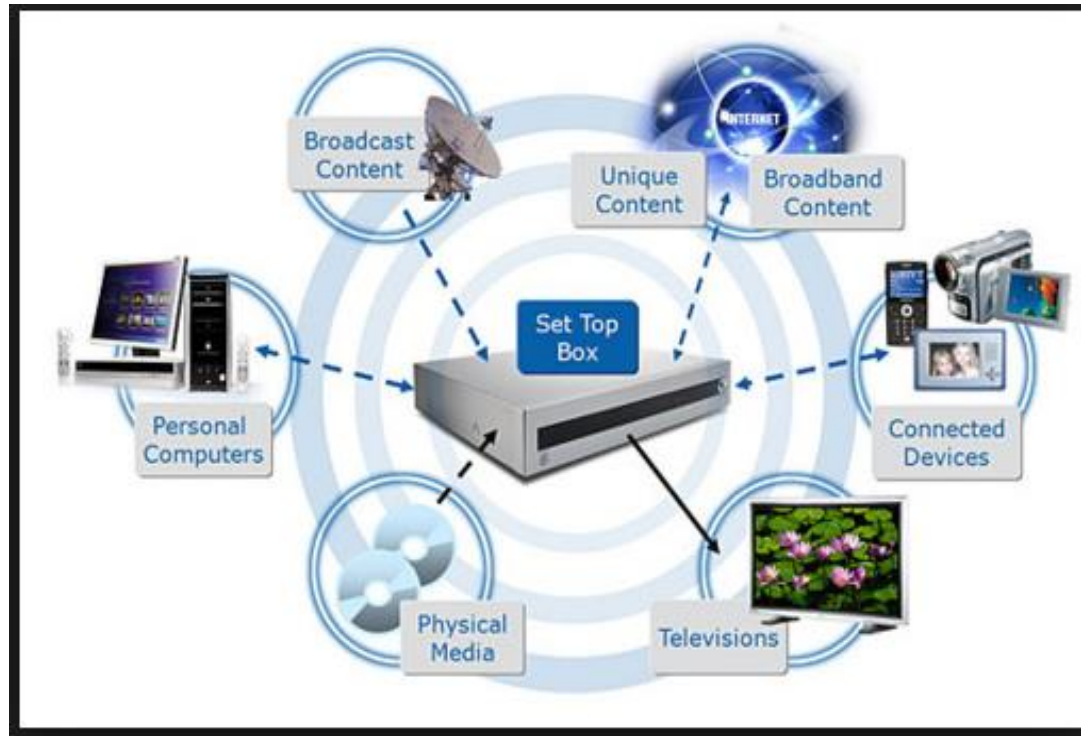 Broadcast
Content
INTERNET
Unique
Content
Broadband
Content
Set Top
Box
Personal
Computers
Connected
Devices
Physical
Media
Televisions